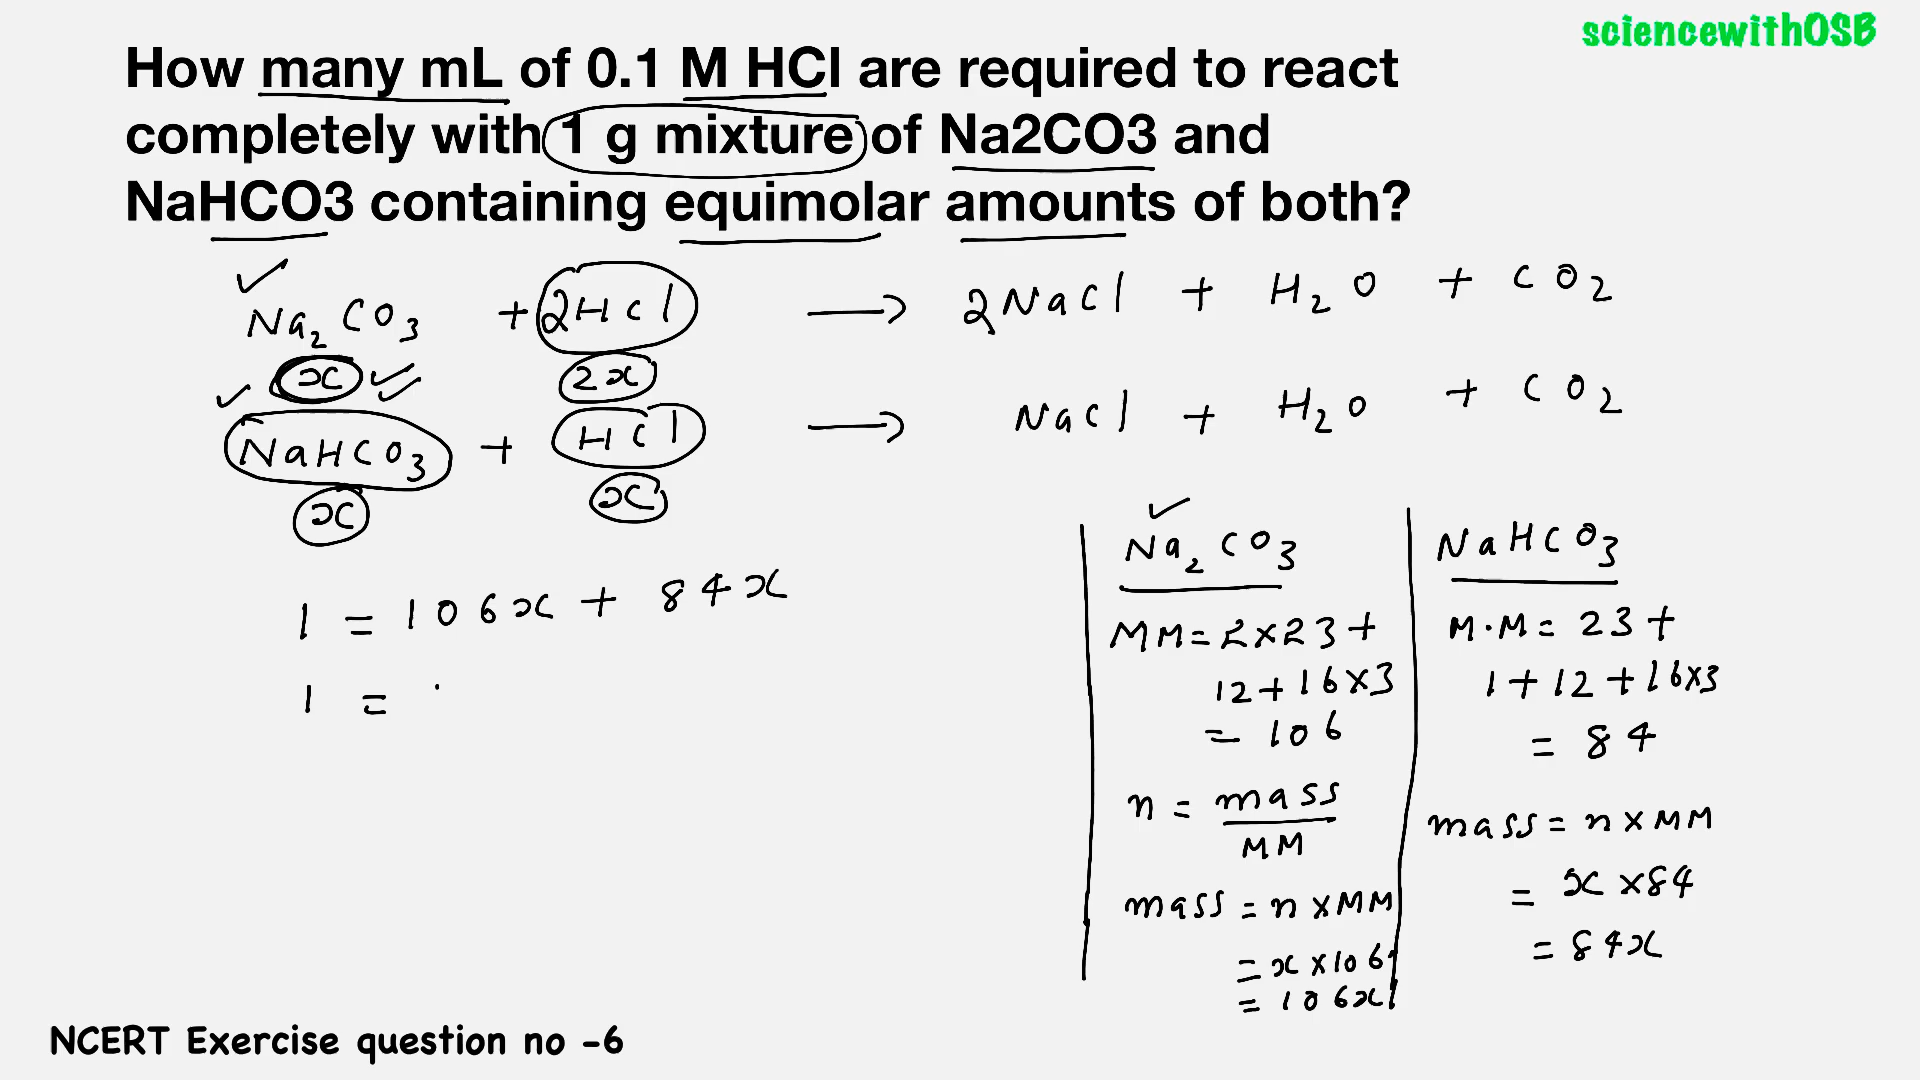 sciencewithOSB
How many mL of 0.1 M HCl are required to react
completely with 1 g mixture of Na2CO3 and
NaHCO3 containing equimolar amounts of both?
Na₂CO₃ + 2HCl → 2NaCl + H₂O + CO₂
x 2x
NaHCO₃ + HCl → NaCl + H₂O + CO₂
x x
1 = 106x + 84x
1 =
Na₂CO₃
MM = 2×23+
12+16×3
= 106
n = mass
MM
mass = n×MM
= x×106
= 106x
NaHCO₃
M·M = 23+
1+12+16×3
= 84
mass = n×MM
= x×84
= 84x
NCERT Exercise question no -6